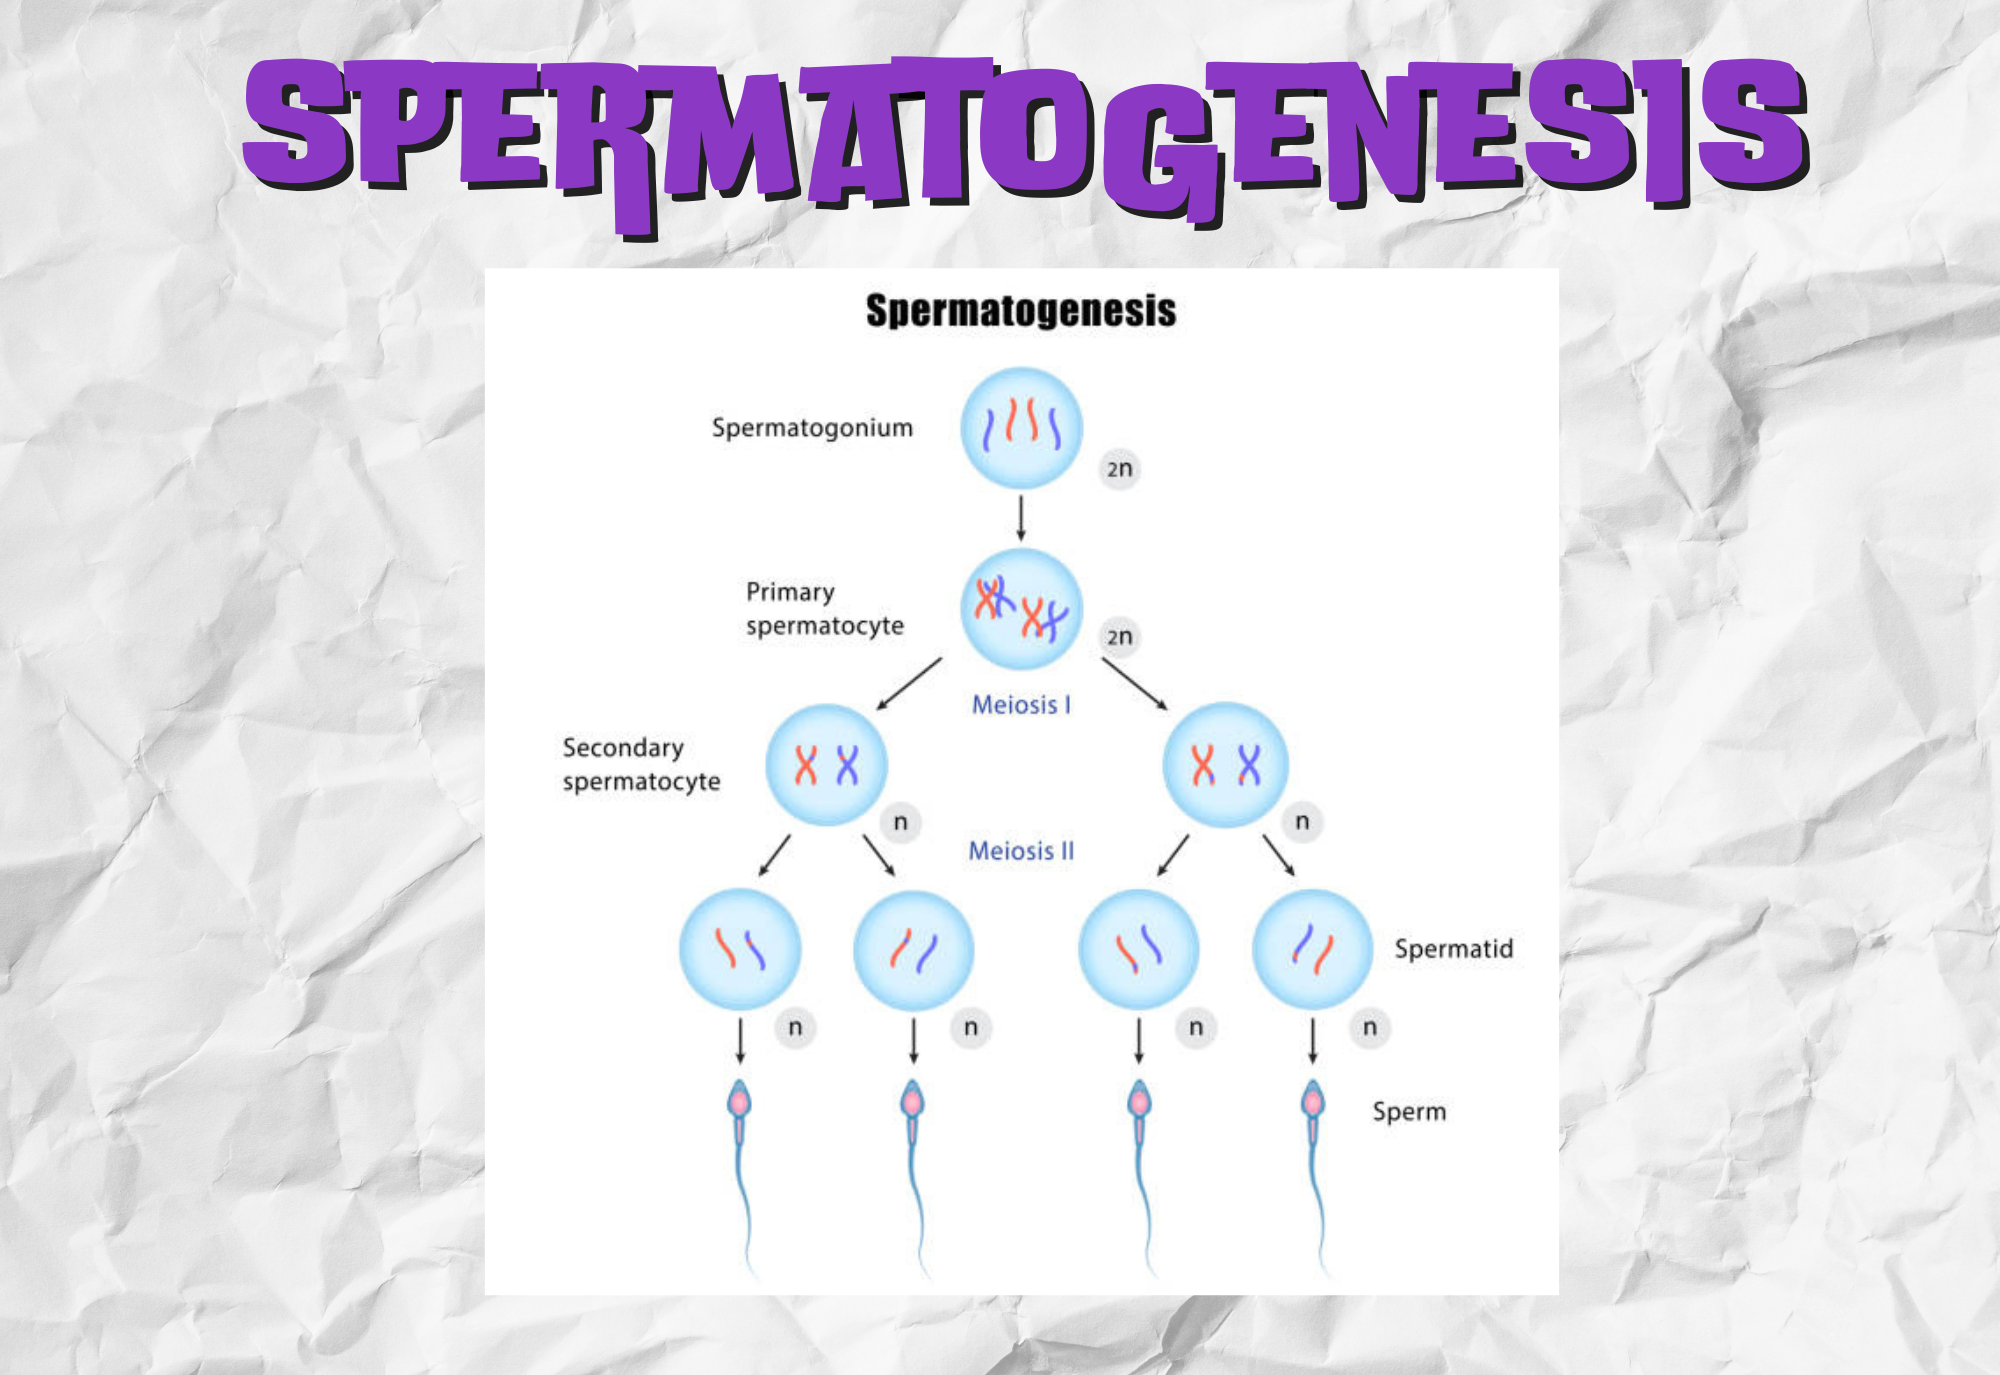 SPERMATOGENESIS
Spermatogenesis
Spermatogonium
2n
Primary
spermatocyte
2n
Meiosis I
Secondary
spermatocyte
n
n
Meiosis II
Spermatid
n
n
n
n
Sperm